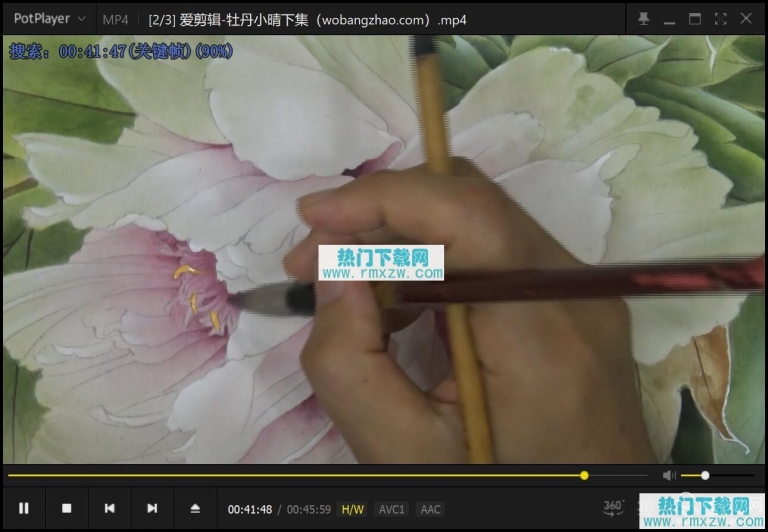 PotPlayer MP4 [2/3] 爱剪辑-牡丹小晴下集（wobangzhao.com）.mp4
搜索: 00:41:47(关键帧)(90%)
热门下载网
www.rmxzw.com
00:41:48 / 00:45:59 H/W AVC1 AAC
360°
热门下载网
www.rmxzw.com